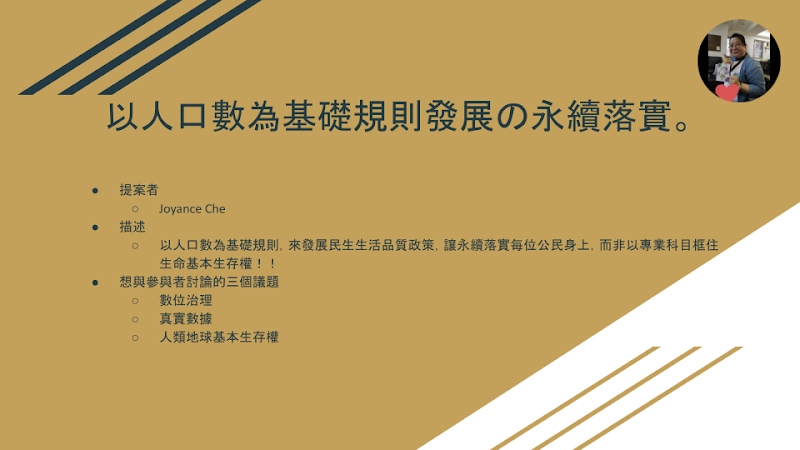 以人口數為基礎規則發展の永續落實。
● 提案者
○ Joyance Che
● 描述
○ 以人口數為基礎規則, 來發展民生生活品質政策, 讓永續落實每位公民身上, 而非以專業科目框住
生命基本生存權！！
● 想與參與者討論的三個議題
○ 數位治理
○ 真實數據
○ 人類地球基本生存權